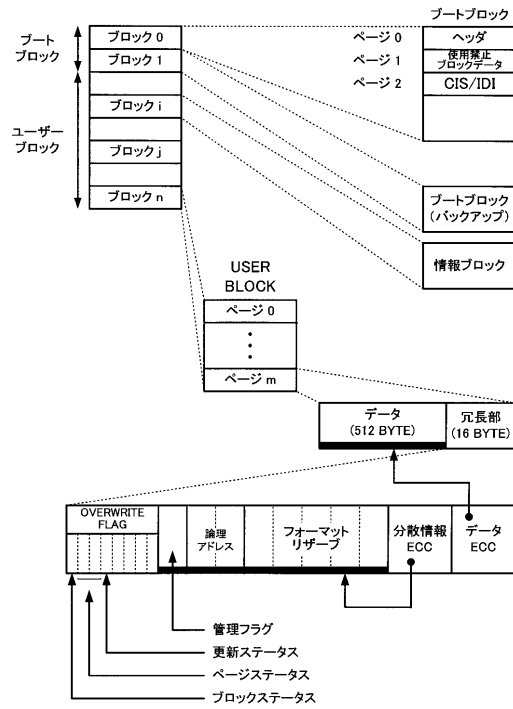 ブート
ブロック
ユーザー
ブロック
ブロック 0
ブロック 1
ブロック i
ブロック j
ブロック n
ブートブロック
ページ 0
ヘッダ
ページ 1
使用禁止
ブロックデータ
ページ 2
CIS/IDI
ブートブロック
(バックアップ)
情報ブロック
USER
BLOCK
ページ 0
ページ m
データ
(512 BYTE)
冗長部
(16 BYTE)
OVERWRITE
FLAG
論理
アドレス
フォーマット
リザーブ
分散情報
ECC
データ
ECC
管理フラグ
更新ステータス
ページステータス
ブロックステータス